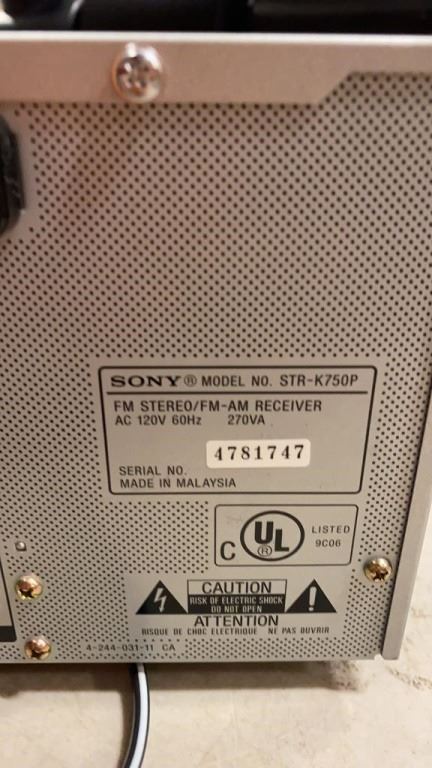 SONY® MODEL NO. STR-K750P
FM STEREO/FM-AM RECEIVER
AC 120V 60Hz 270VA
4781747
SERIAL NO.
MADE IN MALAYSIA
C UL® LISTED
9C06
CAUTION
RISK OF ELECTRIC SHOCK
DO NOT OPEN
ATTENTION
RISQUE DE CHOC ELECTRIQUE NE PAS OUVRIR
4-244-031-11 CA